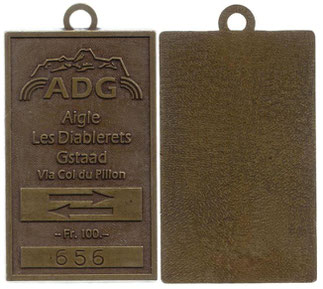 ADG
Aigle
Les Diablerets
Gstaad
Via Col du Pillon
–Fr. 100.–
656